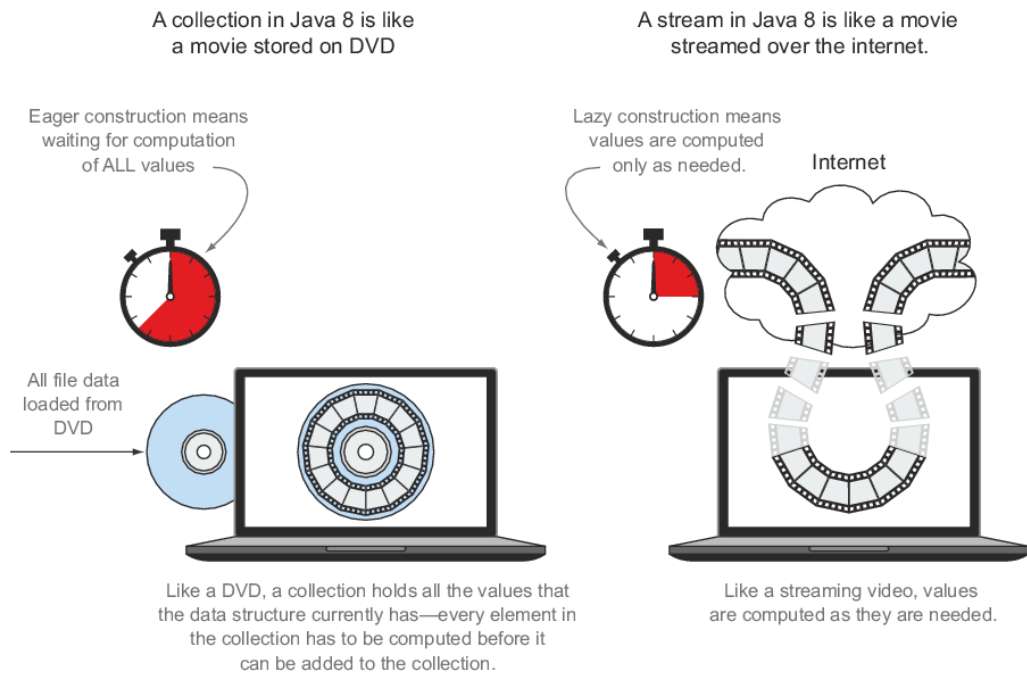 A collection in Java 8 is like
a movie stored on DVD
Eager construction means
waiting for computation
of ALL values
All file data
loaded from
DVD
Like a DVD, a collection holds all the values that
the data structure currently has—every element in
the collection has to be computed before it
can be added to the collection.
A stream in Java 8 is like a movie
streamed over the internet.
Lazy construction means
values are computed
only as needed.
Internet
Like a streaming video, values
are computed as they are needed.